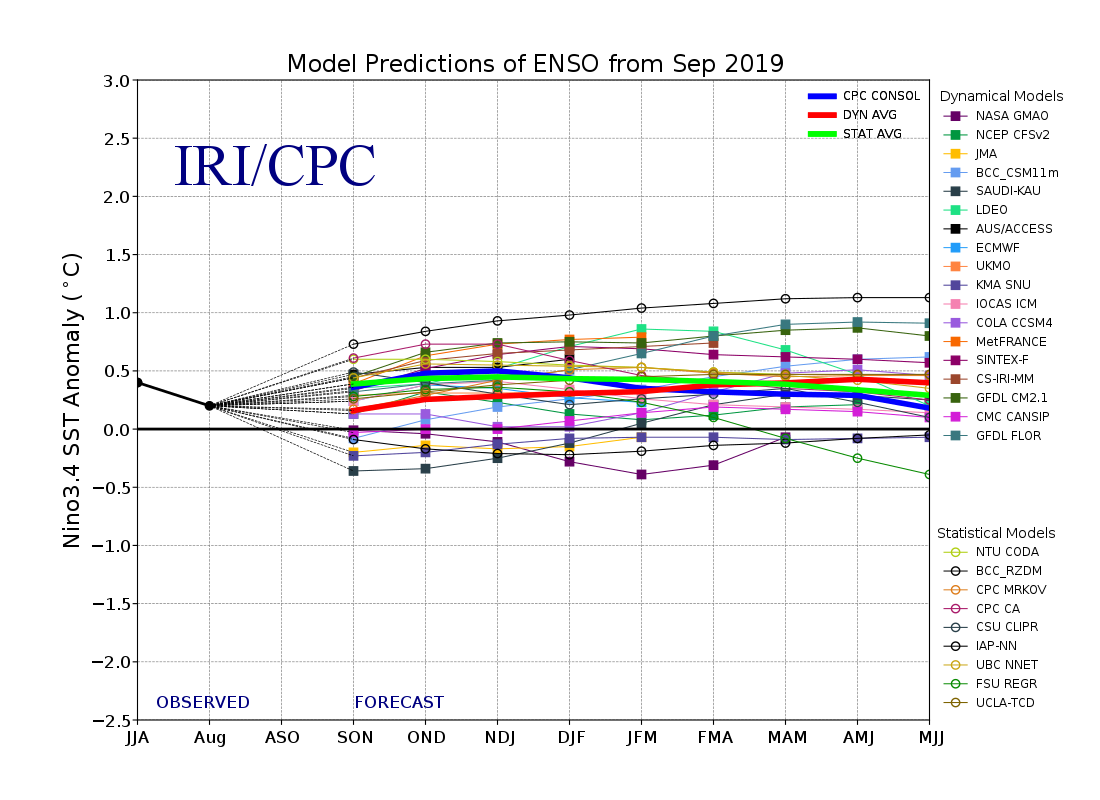 Model Predictions of ENSO from Sep 2019
3.0
2.5
2.0
1.5
1.0
0.5
0.0
−0.5
−1.0
−1.5
−2.0
−2.5
Nino3.4 SST Anomaly (°C)
IRI/CPC
CPC CONSOL
DYN AVG
STAT AVG
OBSERVED
FORECAST
JJA Aug ASO SON OND NDJ DJF JFM FMA MAM AMJ MJJ
Dynamical Models
NASA GMAO
NCEP CFSv2
JMA
BCC_CSM11m
SAUDI-KAU
LDEO
AUS/ACCESS
ECMWF
UKMO
KMA SNU
IOCAS ICM
COLA CCSM4
MetFRANCE
SINTEX-F
CS-IRI-MM
GFDL CM2.1
CMC CANSIP
GFDL FLOR
Statistical Models
NTU CODA
BCC_RZDM
CPC MRKOV
CPC CA
CSU CLIPR
IAP-NN
UBC NNET
FSU REGR
UCLA-TCD